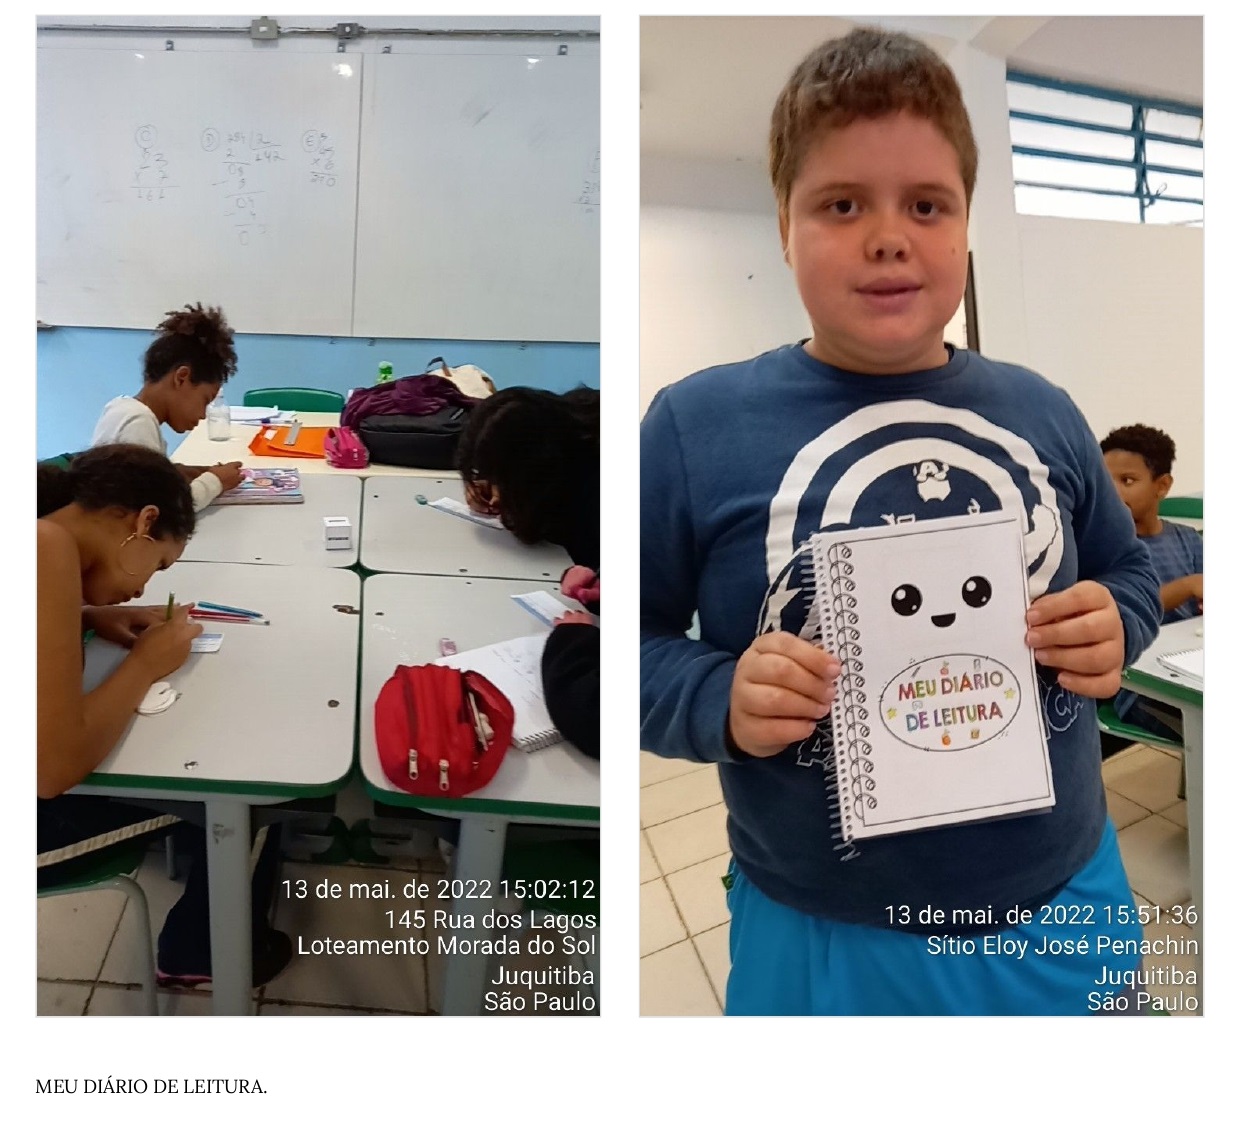 C
D
E
13 de mai. de 2022 15:02:12
145 Rua dos Lagos
Loteamento Morada do Sol
Juquitiba
São Paulo
MEU DIÁRIO
DE LEITURA
13 de mai. de 2022 15:51:36
Sítio Eloy José Penachin
Juquitiba
São Paulo
MEU DIÁRIO DE LEITURA.